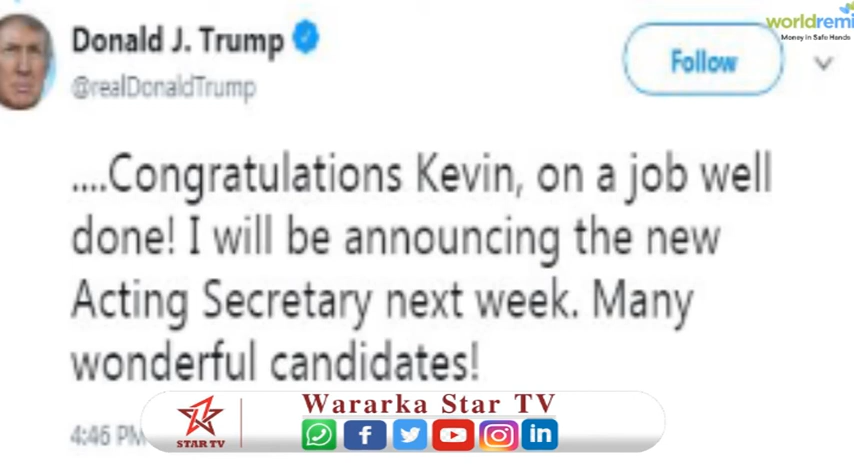 worldremi
Money in Safe Hands
Donald J. Trump
Follow
@realDonaldTrump
....Congratulations Kevin, on a job well
done! I will be announcing the new
Acting Secretary next week. Many
wonderful candidates!
4:46 PM
Wararka Star TV
STAR TV